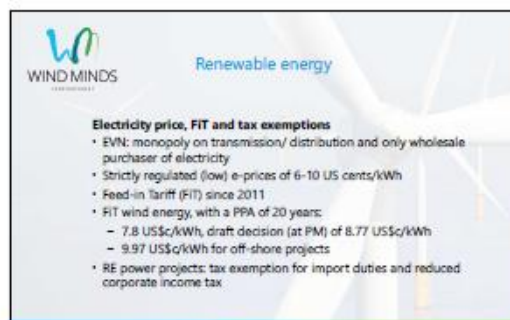 WIND MINDS
Renewable energy
Electricity price, FiT and tax exemptions
• EVN: monopoly on transmission/ distribution and only wholesale
purchaser of electricity
• Strictly regulated (low) e-prices of 6-10 US cents/kWh
• Feed-in Tariff (FiT) since 2011
• FiT wind energy, with a PPA of 20 years:
– 7.8 US$c/kWh, draft decision (at PM) of 8.77 US$c/kWh
– 9.97 US$c/kWh for off-shore projects
• RE power projects: tax exemption for import duties and reduced
corporate income tax